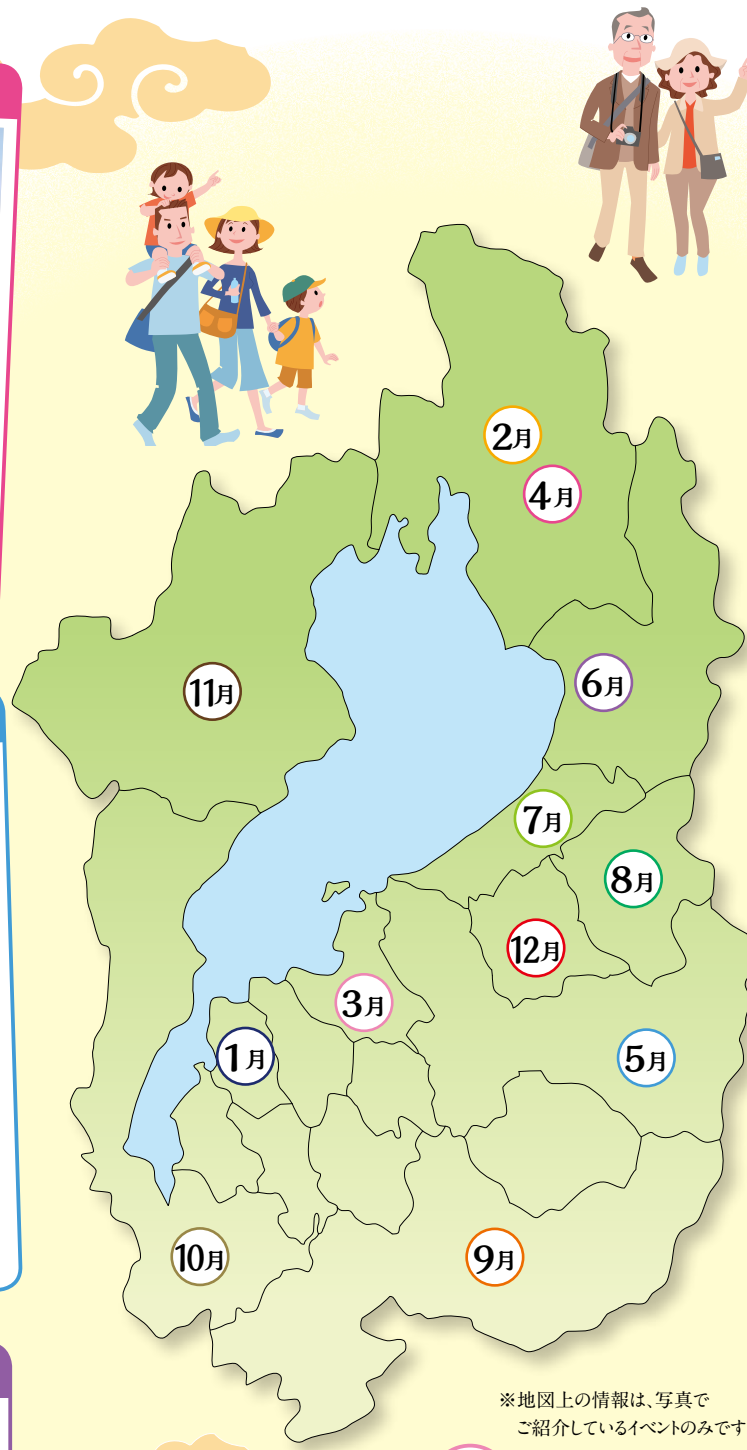 2月
4月
11月
6月
7月
8月
12月
3月
1月
5月
10月
9月
※地図上の情報は、写真で
ご紹介しているイベントのみです